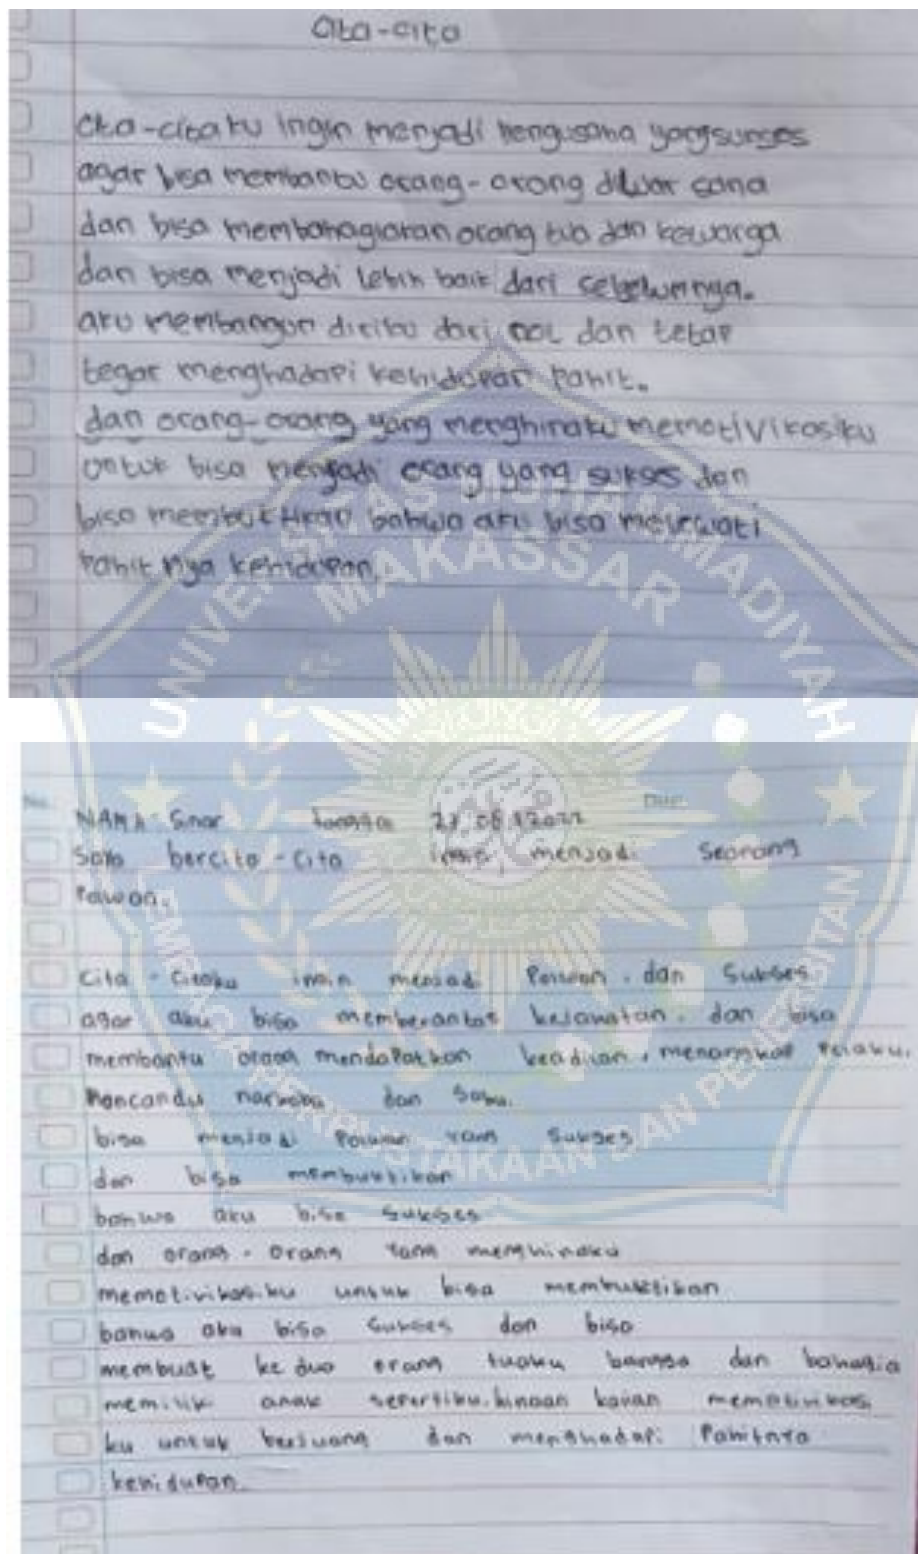 Cita-cita
Cita-citaku ingin menjadi pengusaha yang sukses
agar bisa membantu orang-orang diluar sana
dan bisa membahagiakan orang tua dan keluarga
dan bisa menjadi lebih baik dari sebelumnya.
aku membangun diriku dari nol dan tetap
tegar menghadapi kehidupan pahit.
dan orang-orang yang menghinaku memotivikasiku
untuk bisa menjadi orang yang sukses dan
bisa membuktikan bahwa aku bisa melewati
pahitnya kehidupan.
UNIVERSITAS MUHAMMADIYAH
MAKASSAR
NAMA Sinar
Saya bercita-cita ingin menjadi Seorang
Polwan.
Cita-citaku ingin menjadi Polwan. dan Sukses
agar aku bisa memberantas kejahatan. dan bisa
membantu orang mendapatkan keadilan, menangkap Pelaku.
Pencandu narkoba dan Sabu.
bisa menjadi Polwan yang Sukses
dan bisa membuktikan
bahwa aku bisa Sukses
dan orang-orang yang menghinaku
memotivikasiku untuk bisa membuktikan
bahwa aku bisa Sukses dan bisa
membuat kedua orang tuaku bangga dan bahagia
memiliki anak sepertiku. hinaan kalian memotivikasi
ku untuk berjuang dan menghadapi Pahitnya
kehidupan.
LEMBAGA PERPUSTAKAAN DAN PENERBITAN